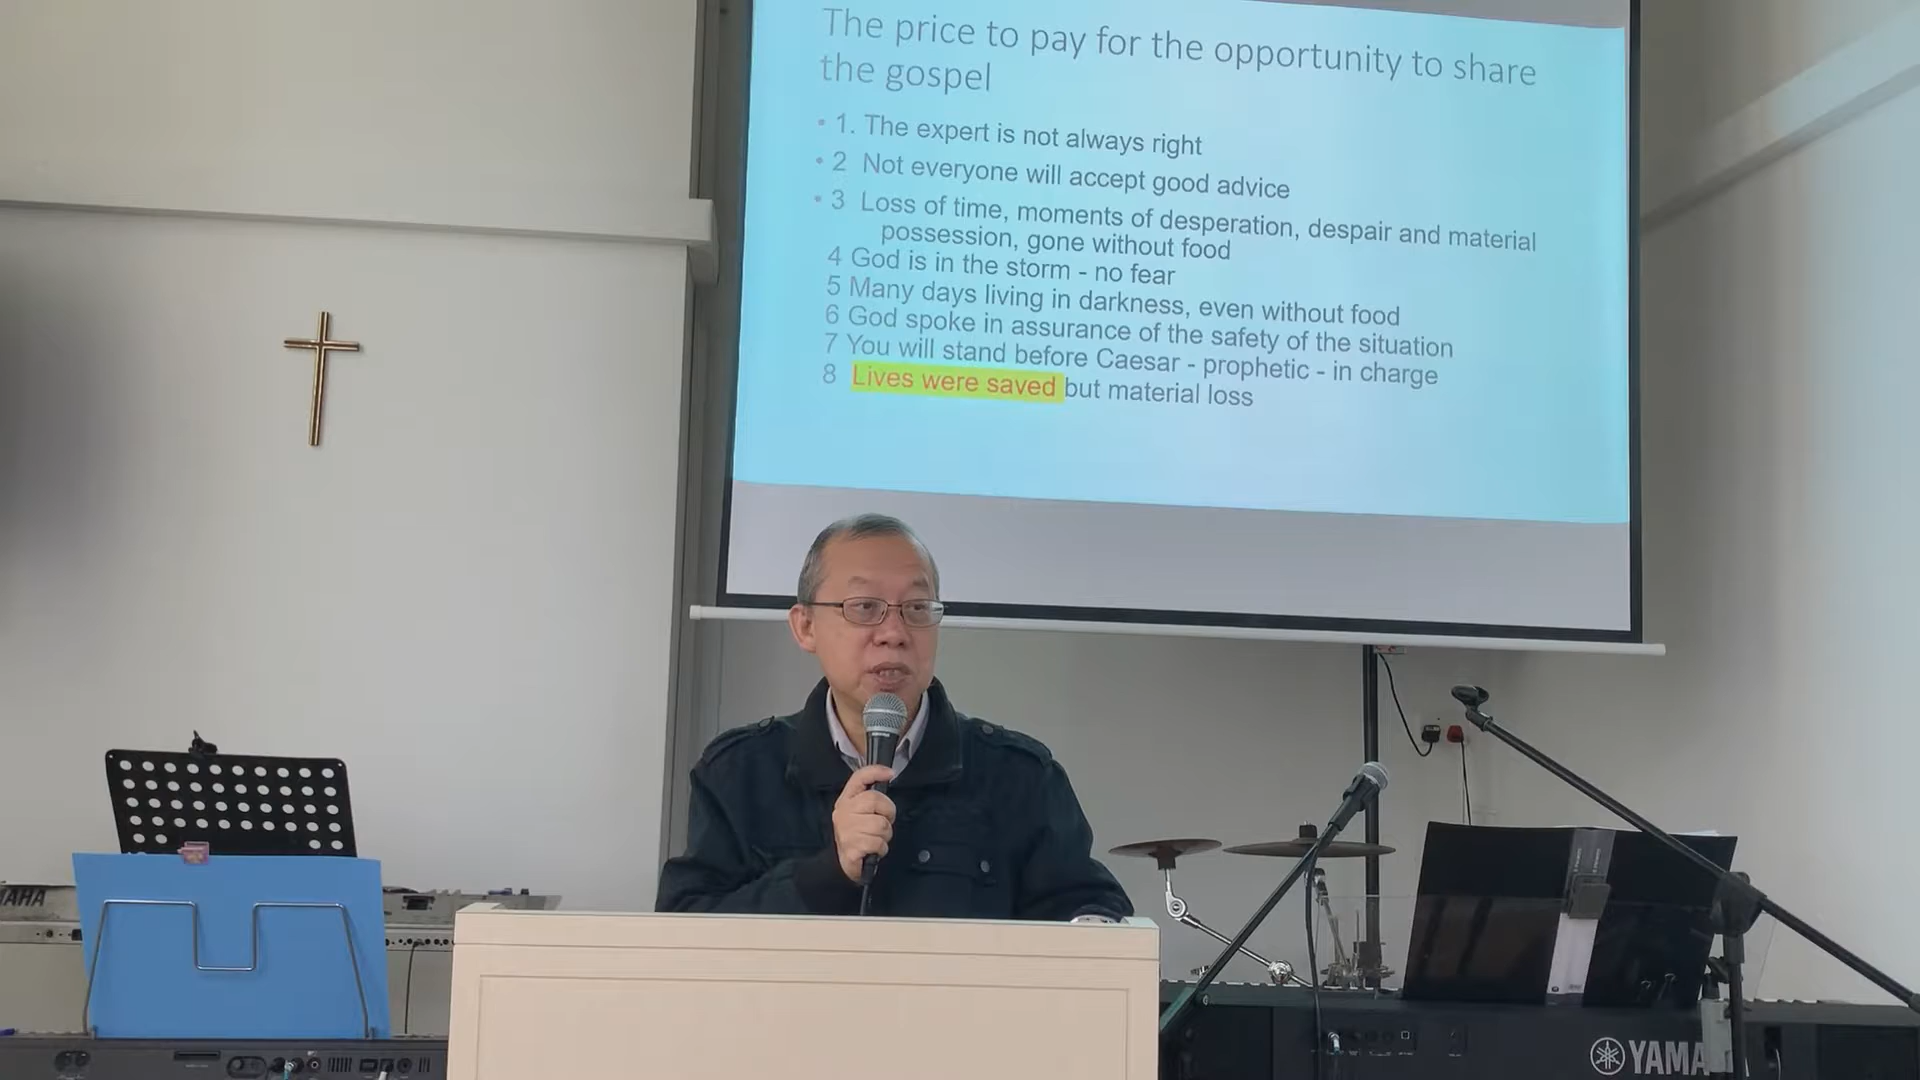 The price to pay for the opportunity to share
the gospel
• 1. The expert is not always right
• 2 Not everyone will accept good advice
• 3 Loss of time, moments of desperation, despair and material
possession, gone without food
4 God is in the storm - no fear
5 Many days living in darkness, even without food
6 God spoke in assurance of the safety of the situation
7 You will stand before Caesar - prophetic - in charge
8 Lives were saved but material loss
AHA
YAMA